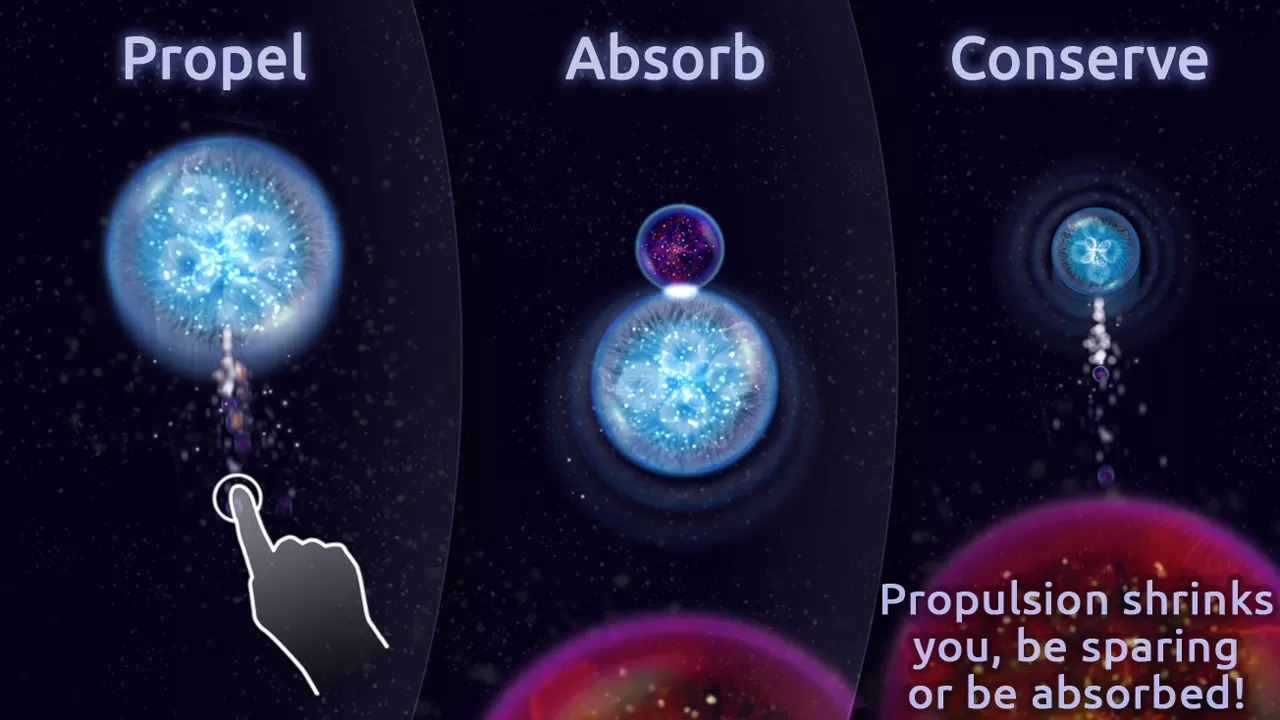 Propel
Absorb
Conserve
Propulsion shrinks
you, be sparing
or be absorbed!